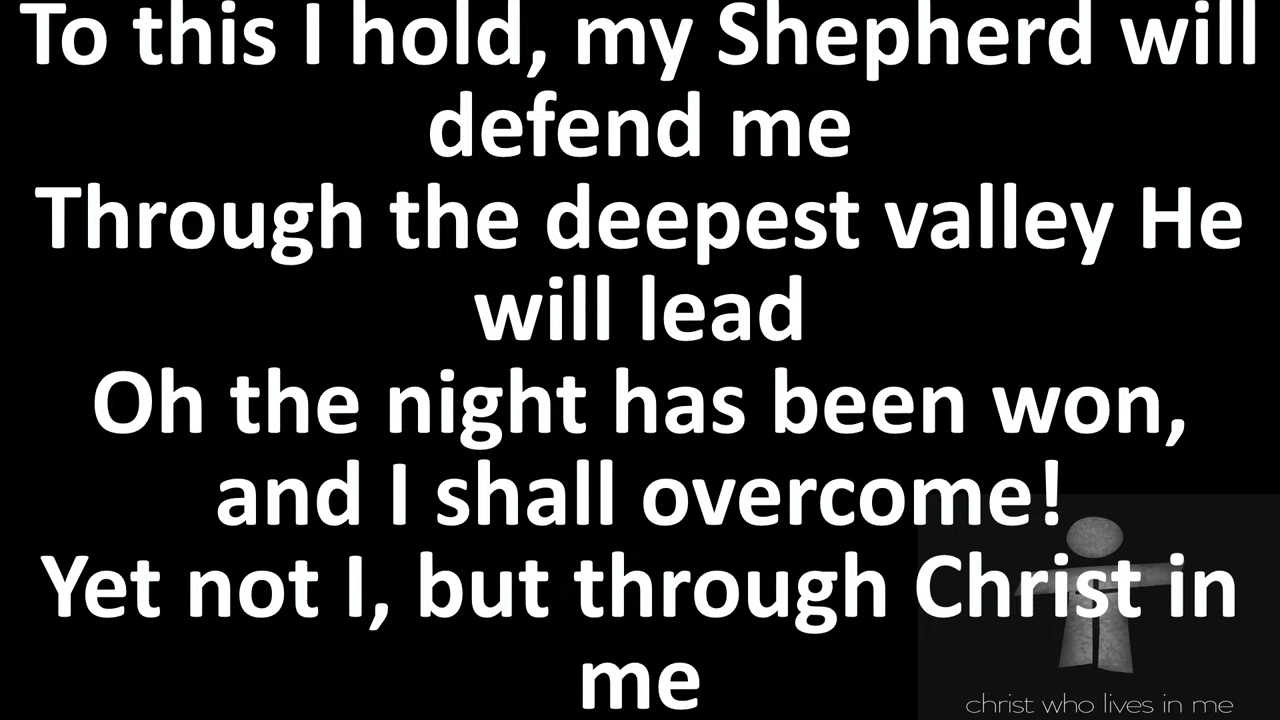 To this I hold, my Shepherd will
defend me
Through the deepest valley He
will lead
Oh the night has been won,
and I shall overcome!
Yet not I, but through Christ in
me
christ who lives in me